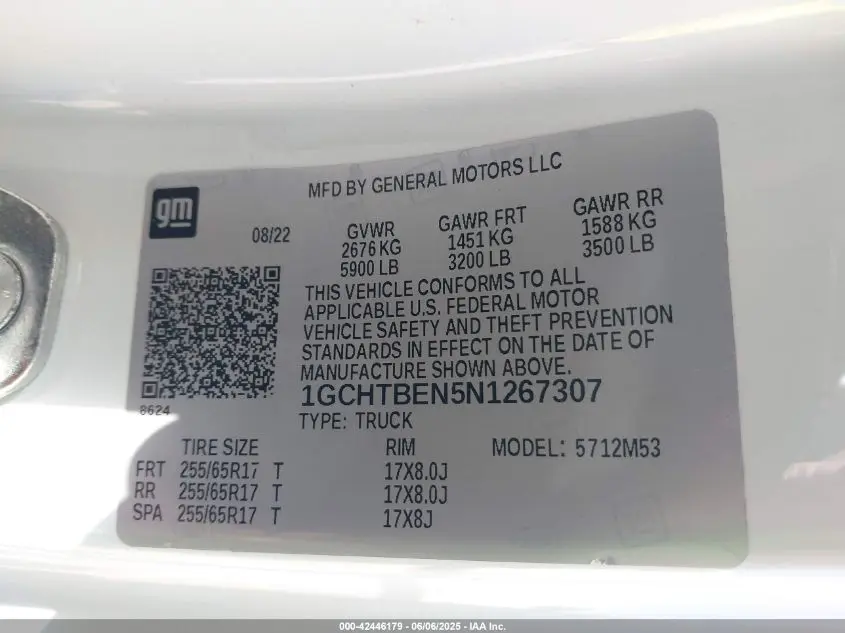 gm
MFD BY GENERAL MOTORS LLC
08/22
GVWR GAWR FRT GAWR RR
2676 KG 1451 KG 1588 KG
5900 LB 3200 LB 3500 LB
THIS VEHICLE CONFORMS TO ALL
APPLICABLE U.S. FEDERAL MOTOR
VEHICLE SAFETY AND THEFT PREVENTION
STANDARDS IN EFFECT ON THE DATE OF
MANUFACTURE SHOWN ABOVE.
8624
1GCHTBEN5N1267307
TYPE: TRUCK
TIRE SIZE RIM MODEL: 5712M53
FRT 255/65R17 T 17X8.0J
RR 255/65R17 T 17X8.0J
SPA 255/65R17 T 17X8J
000-42446179 - 06/06/2025 - IAA Inc.